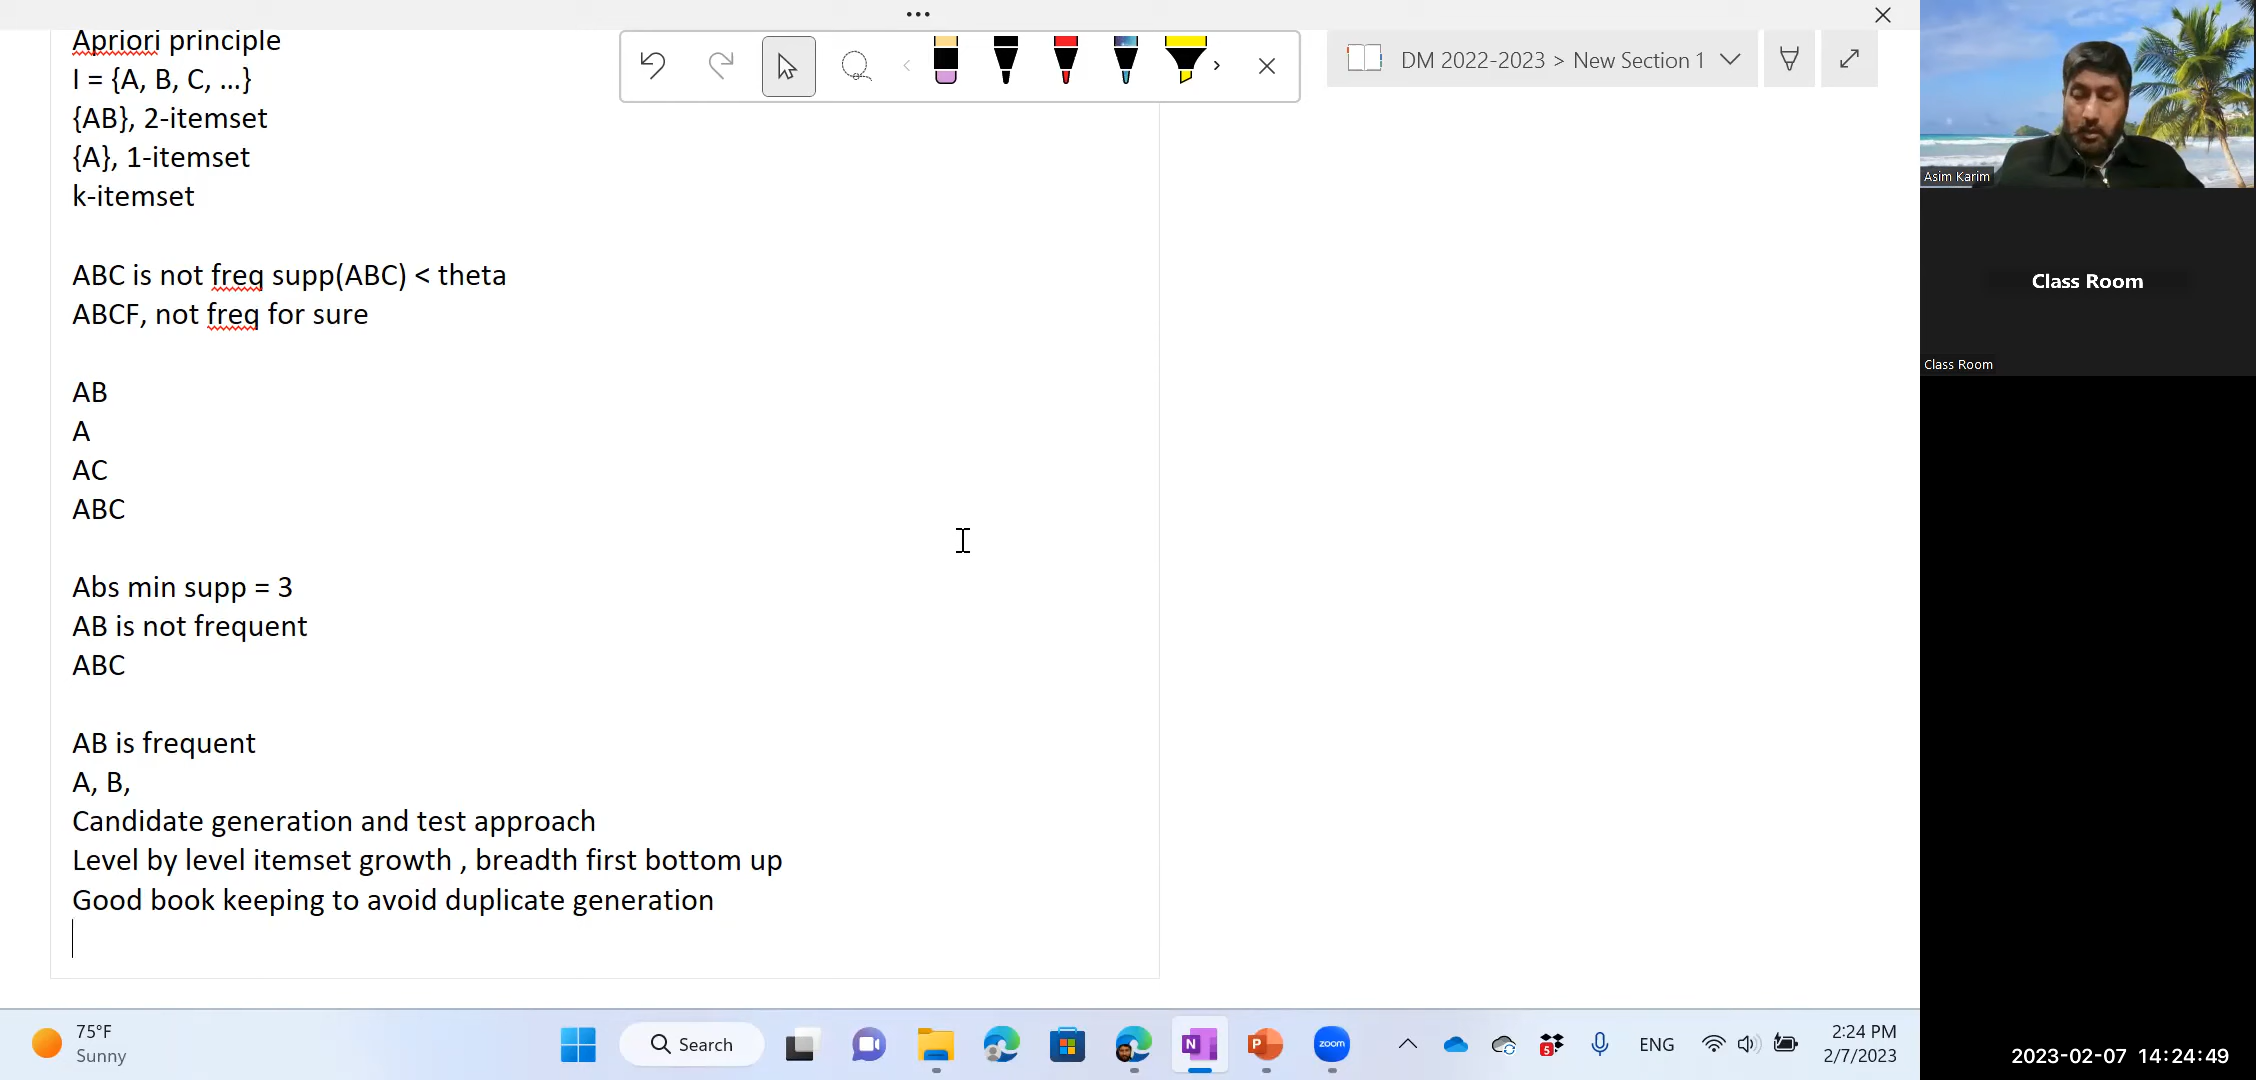 Apriori principle
I = {A, B, C, ...}
{AB}, 2-itemset
{A}, 1-itemset
k-itemset
ABC is not freq supp(ABC) < theta
ABCF, not freq for sure
AB
A
AC
ABC
Abs min supp = 3
AB is not frequent
ABC
AB is frequent
A, B,
Candidate generation and test approach
Level by level itemset growth , breadth first bottom up
Good book keeping to avoid duplicate generation
DM 2022-2023 > New Section 1
Asim Karim
Class Room
Class Room
75°F
Sunny
Search
N
P
zoom
5
ENG
2:24 PM
2/7/2023
2023-02-07 14:24:49